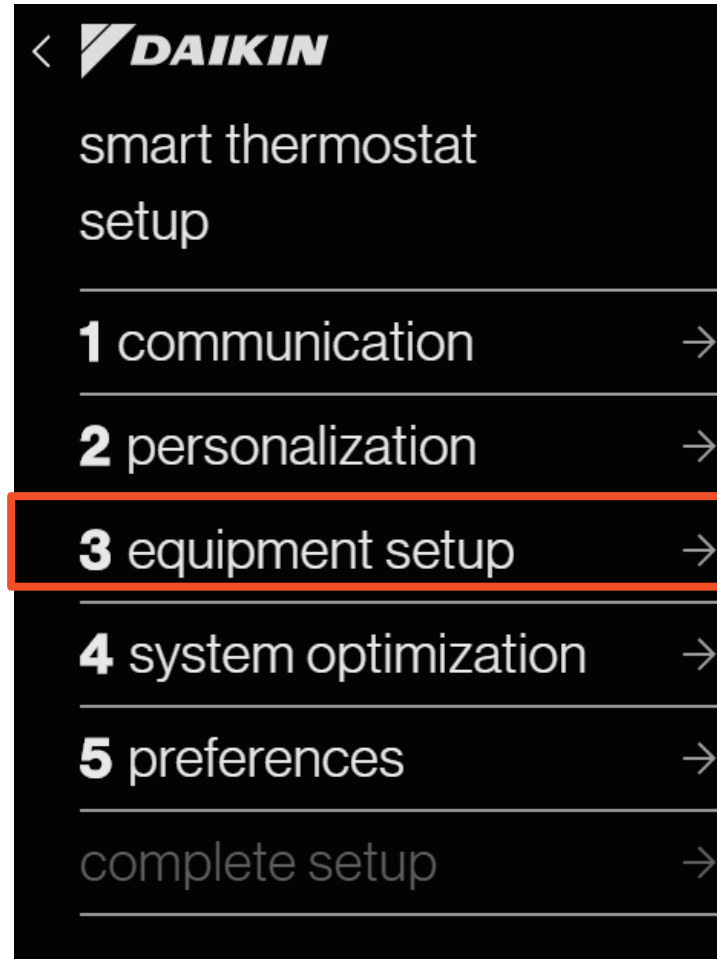 DAIKIN
smart thermostat
setup
1 communication
2 personalization
3 equipment setup
4 system optimization
5 preferences
complete setup